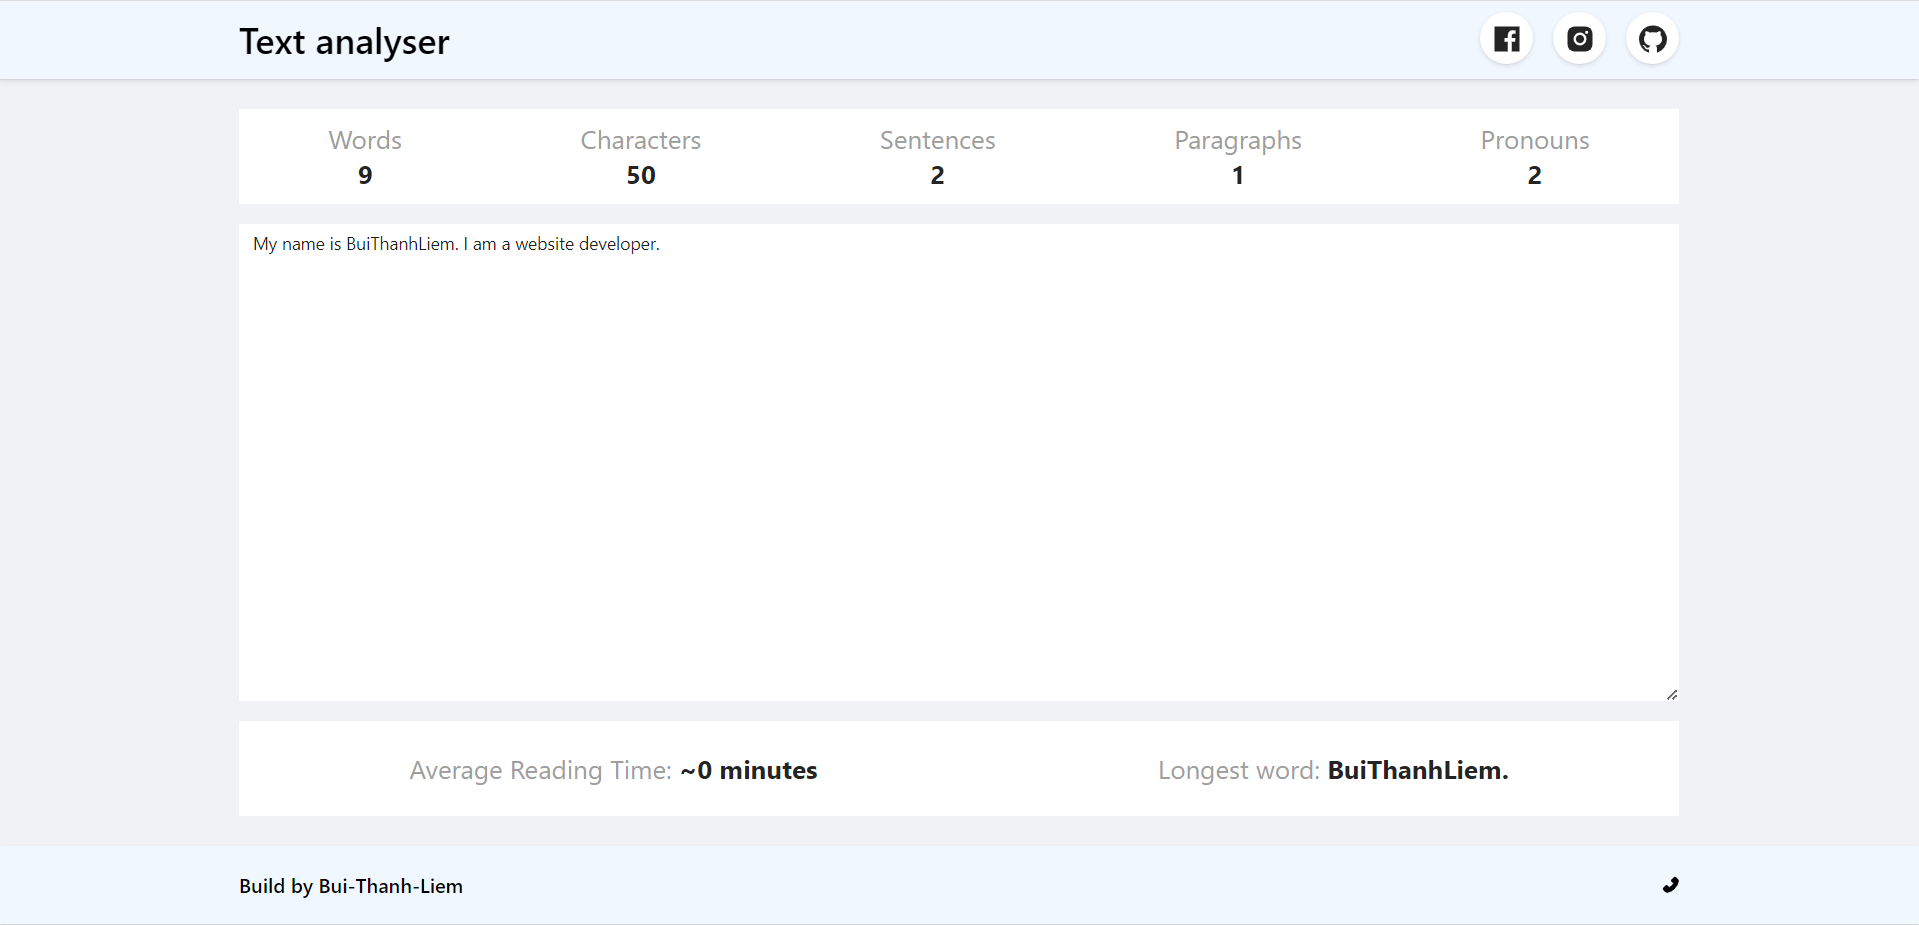 Text analyser
Words Characters Sentences Paragraphs Pronouns
9 50 2 1 2
My name is BuiThanhLiem. I am a website developer.
Average Reading Time: ~0 minutes Longest word: BuiThanhLiem.
Build by Bui-Thanh-Liem